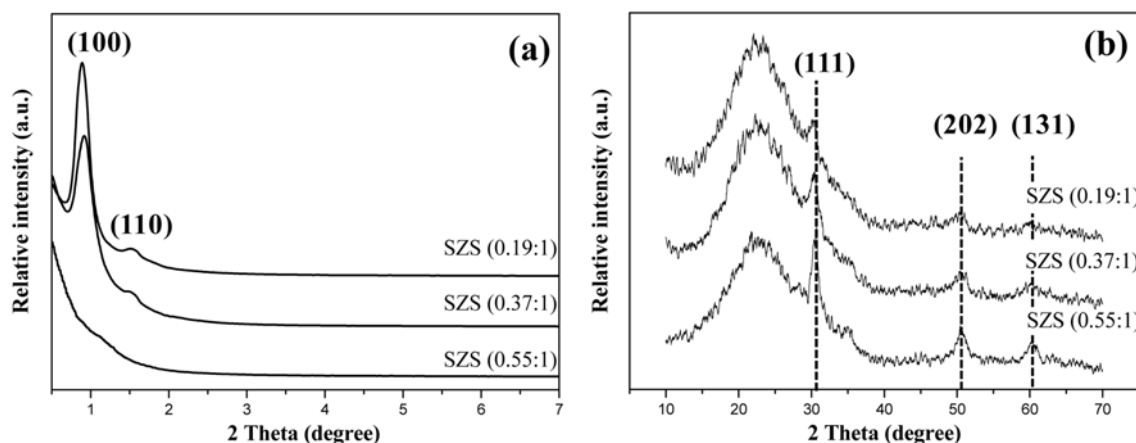 (100)
(a)
(110)
SZS (0.19:1)
SZS (0.37:1)
SZS (0.55:1)
Relative intensity (a.u.)
1 2 3 4 5 6 7
2 Theta (degree)
(b)
(111)
(202) (131)
SZS (0.19:1)
SZS (0.37:1)
SZS (0.55:1)
Relative intensity (a.u.)
10 20 30 40 50 60 70
2 Theta (degree)